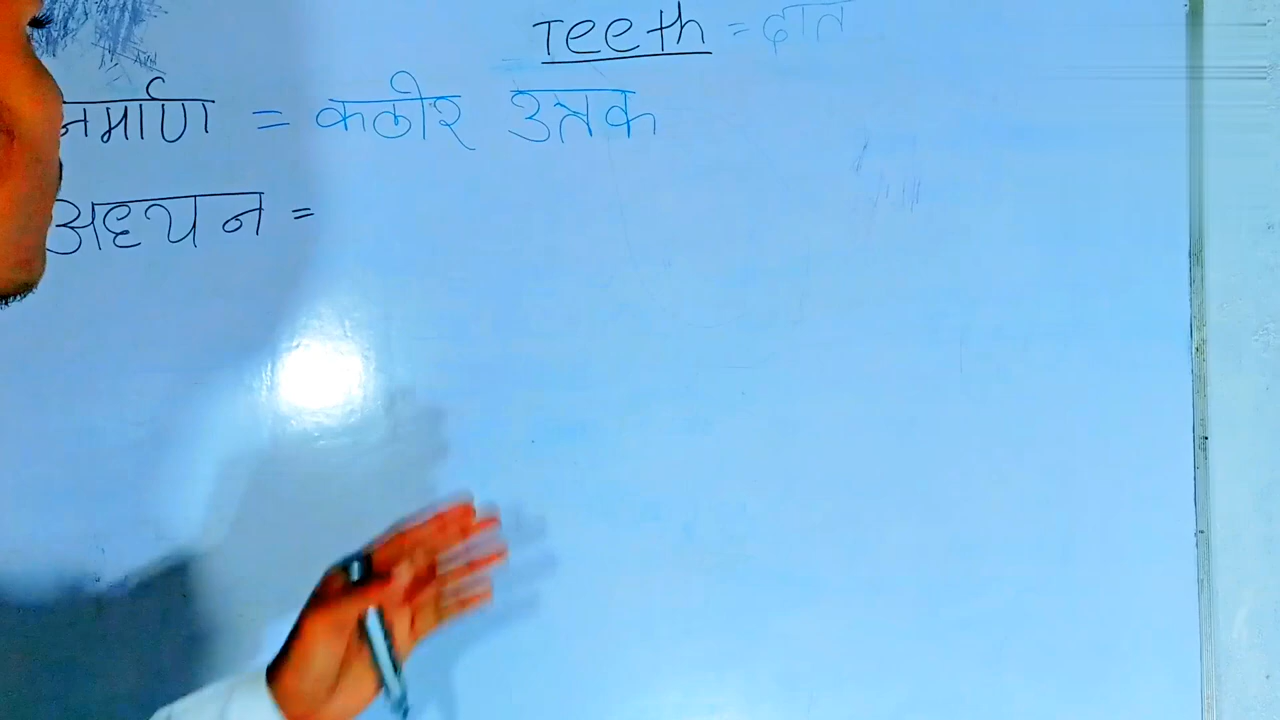 Teeth = दांत
निर्माण = कठोर उत्तक
अध्ययन =